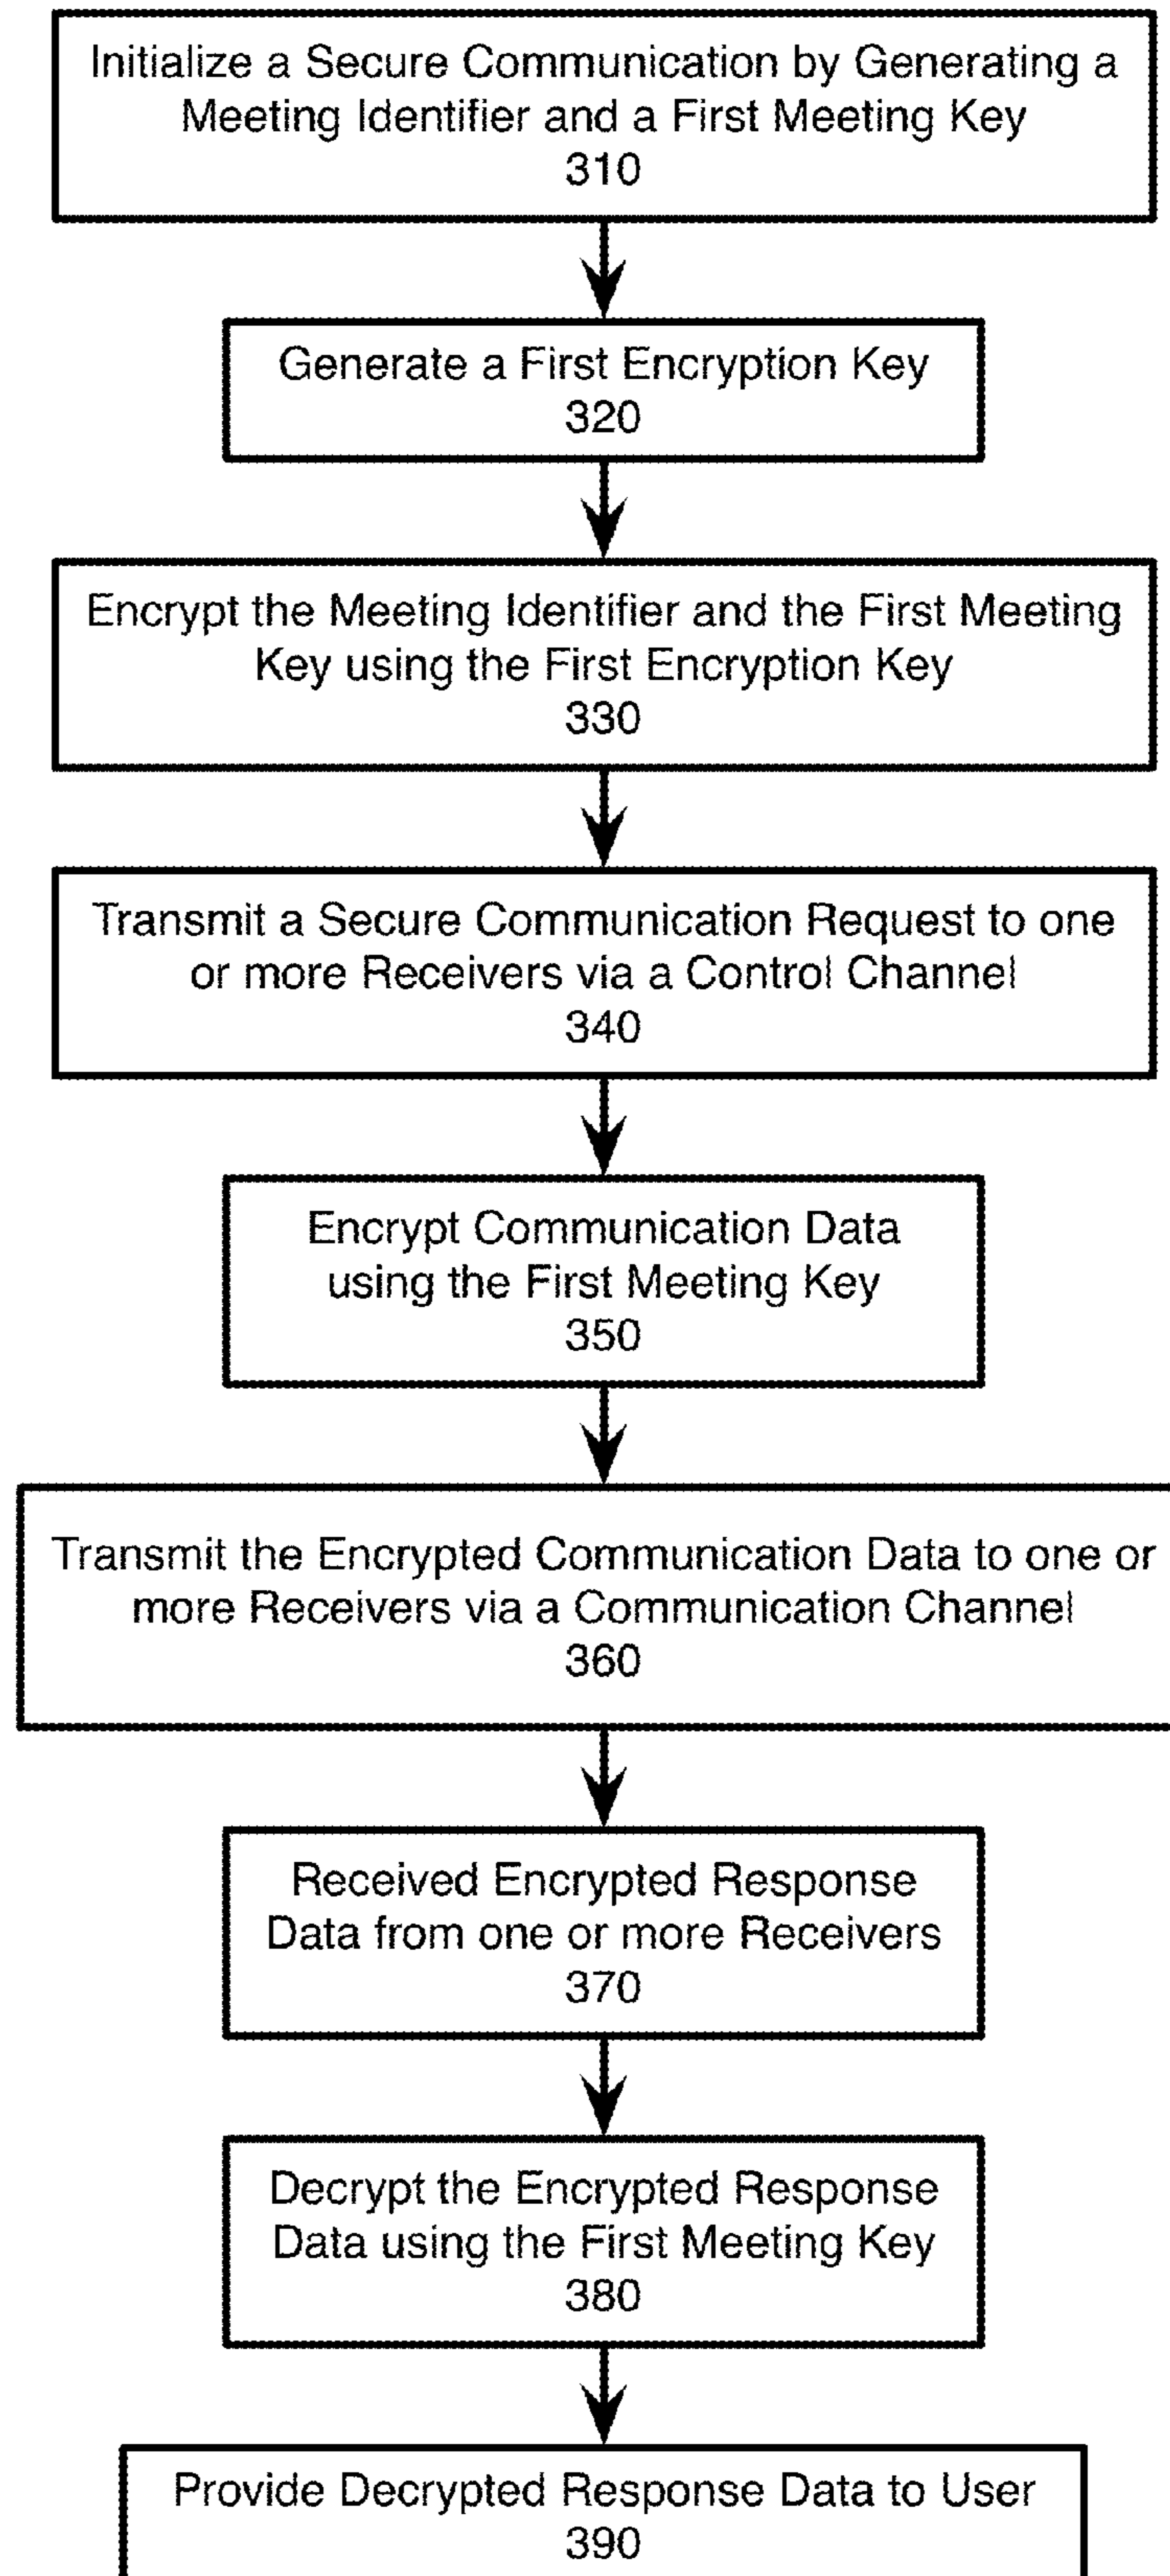 Initialize a Secure Communication by Generating a
Meeting Identifier and a First Meeting Key
310
Generate a First Encryption Key
320
Encrypt the Meeting Identifier and the First Meeting
Key using the First Encryption Key
330
Transmit a Secure Communication Request to one
or more Receivers via a Control Channel
340
Encrypt Communication Data
using the First Meeting Key
350
Transmit the Encrypted Communication Data to one or
more Receivers via a Communication Channel
360
Received Encrypted Response
Data from one or more Receivers
370
Decrypt the Encrypted Response
Data using the First Meeting Key
380
Provide Decrypted Response Data to User
390